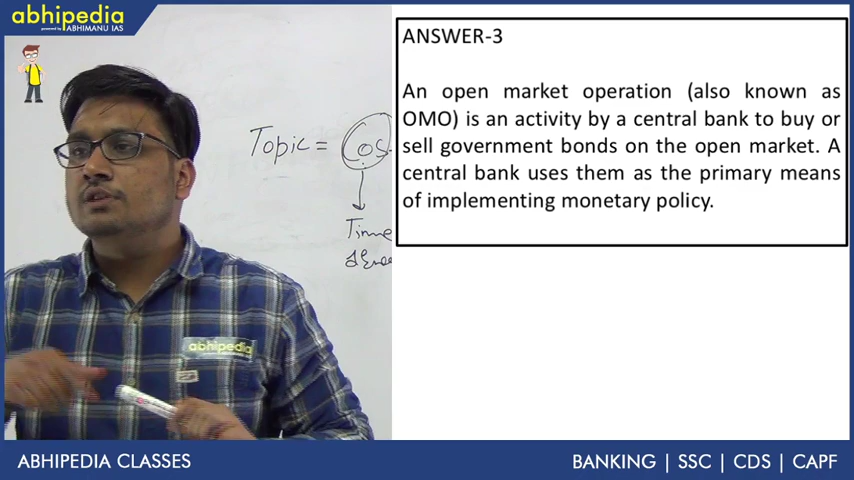 abhipedia
powered by ABHIMANU IAS
ANSWER-3
An open market operation (also known as
OMO) is an activity by a central bank to buy or
sell government bonds on the open market. A
central bank uses them as the primary means
of implementing monetary policy.
Topic = Cos
Time
abhipedia
ABHIPEDIA CLASSES
BANKING | SSC | CDS | CAPF